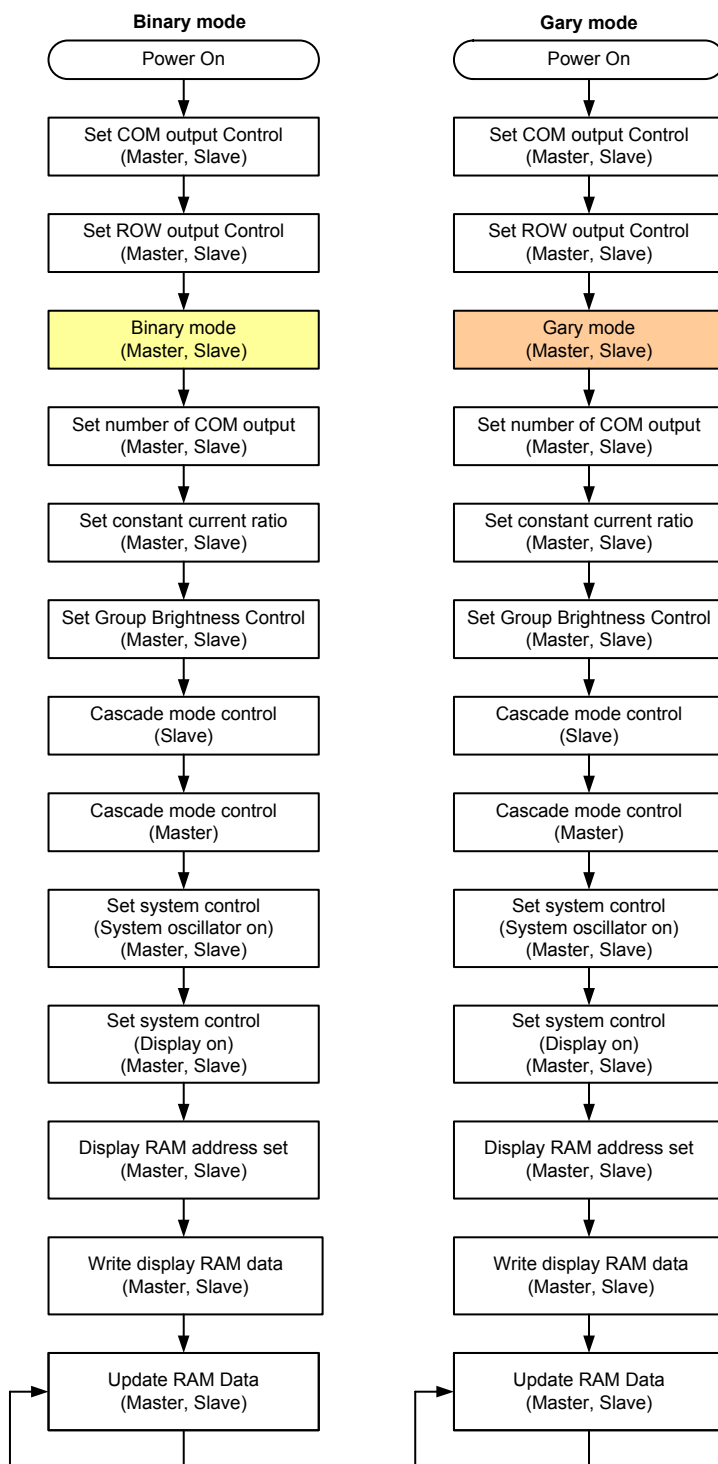 Binary mode
Power On
Set COM output Control
(Master, Slave)
Set ROW output Control
(Master, Slave)
Binary mode
(Master, Slave)
Set number of COM output
(Master, Slave)
Set constant current ratio
(Master, Slave)
Set Group Brightness Control
(Master, Slave)
Cascade mode control
(Slave)
Cascade mode control
(Master)
Set system control
(System oscillator on)
(Master, Slave)
Set system control
(Display on)
(Master, Slave)
Display RAM address set
(Master, Slave)
Write display RAM data
(Master, Slave)
Update RAM Data
(Master, Slave)
Gary mode
Power On
Set COM output Control
(Master, Slave)
Set ROW output Control
(Master, Slave)
Gary mode
(Master, Slave)
Set number of COM output
(Master, Slave)
Set constant current ratio
(Master, Slave)
Set Group Brightness Control
(Master, Slave)
Cascade mode control
(Slave)
Cascade mode control
(Master)
Set system control
(System oscillator on)
(Master, Slave)
Set system control
(Display on)
(Master, Slave)
Display RAM address set
(Master, Slave)
Write display RAM data
(Master, Slave)
Update RAM Data
(Master, Slave)